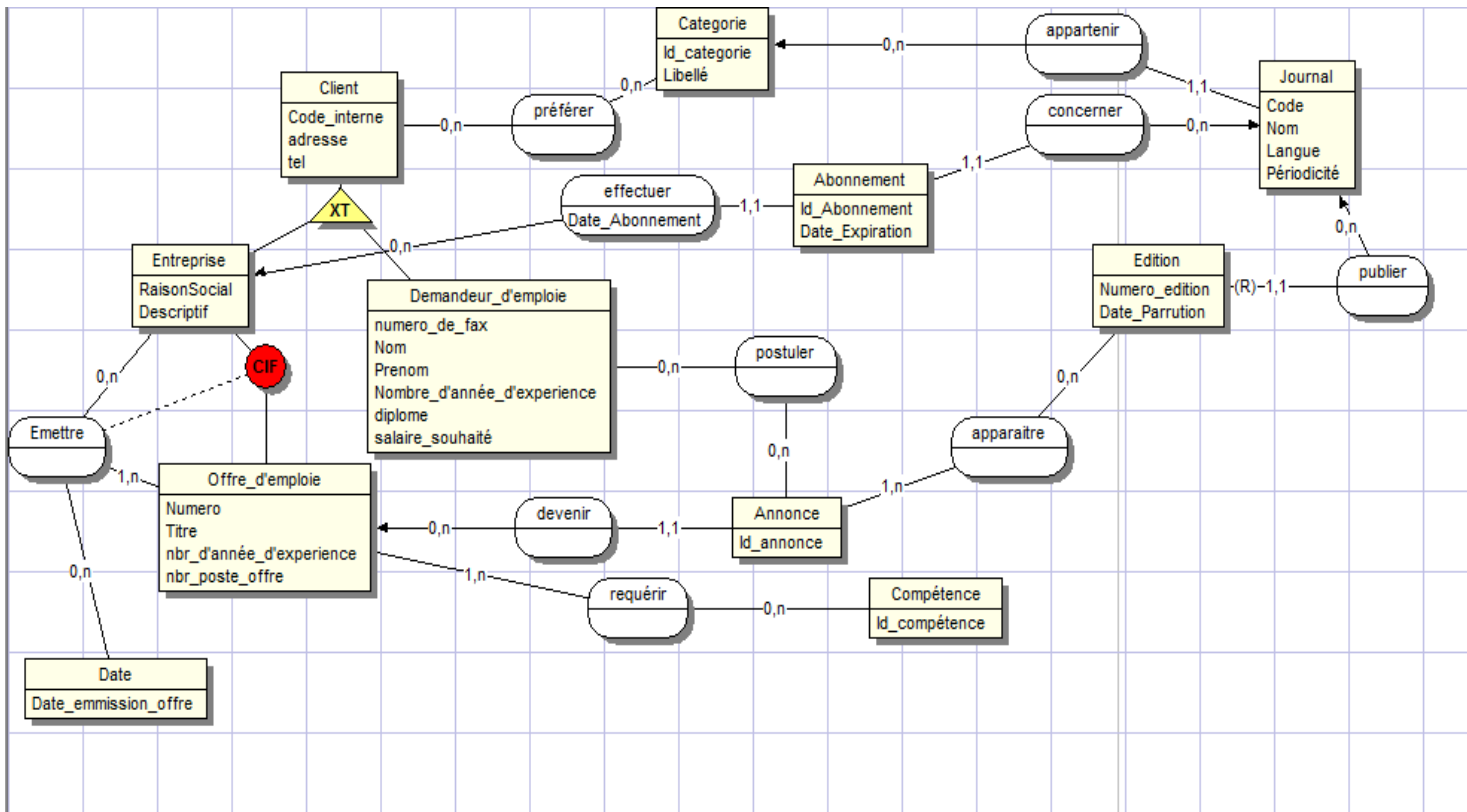 Categorie
Id_categorie
Libellé
appartenir
0,n
1,1
Journal
Code
Nom
Langue
Périodicité
Client
Code_interne
adresse
tel
0,n
préférer
0,n
concerner
0,n
1,1
XT
effectuer
Date_Abonnement
0,n
1,1
Abonnement
Id_Abonnement
Date_Expiration
0,n
publier
Edition
Numero_edition
Date_Parrution
(R)-1,1
Entreprise
RaisonSocial
Descriptif
Demandeur_d'emploie
numero_de_fax
Nom
Prenom
Nombre_d'année_d'experience
diplome
salaire_souhaité
0,n
postuler
0,n
CIF
0,n
Emettre
1,n
0,n
apparaitre
0,n
1,n
Offre_d'emploie
Numero
Titre
nbr_d'année_d'experience
nbr_poste_offre
0,n
devenir
1,1
Annonce
Id_annonce
1,n
requérir
0,n
Compétence
Id_compétence
Date
Date_emmission_offre